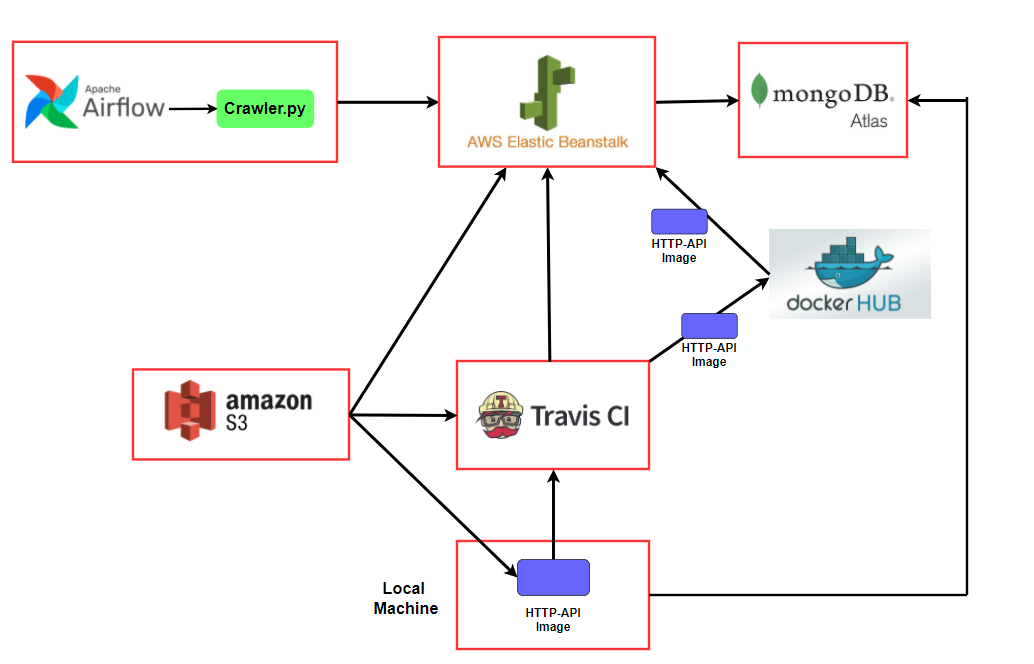 Apache
Airflow
Crawler.py
AWS Elastic Beanstalk
mongoDB®
Atlas
HTTP-API
Image
docker HUB
HTTP-API
Image
amazon
S3
T
Travis CI
Local
Machine
HTTP-API
Image